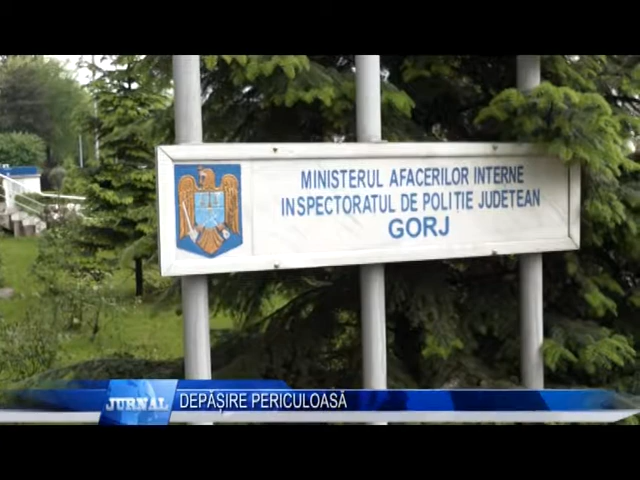 MINISTERUL AFACERILOR INTERNE
INSPECTORATUL DE POLIȚIE JUDEȚEAN
GORJ
JURNAL
DEPĂȘIRE PERICULOASĂ